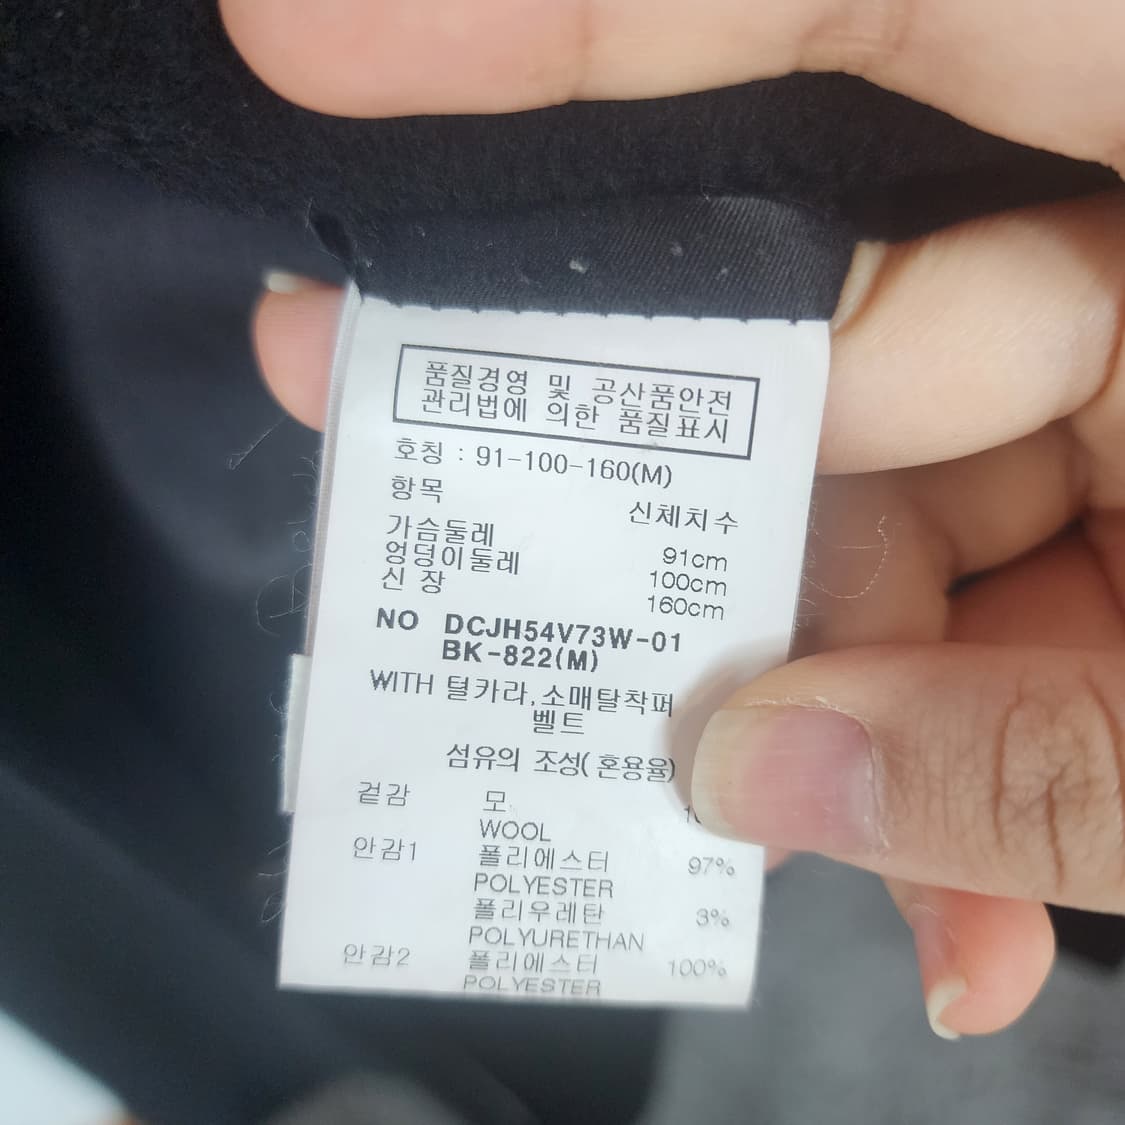 품질경영 및 공산품안전
관리법에 의한 품질표시
호칭 : 91-100-160(M)
항목 신체치수
가슴둘레 91cm
엉덩이둘레 100cm
신 장 160cm
NO DCJH54V73W-01
BK-822(M)
WITH 털카라,소매탈착퍼
벨트
섬유의 조성(혼용율)
겉감 모
WOOL
안감1 폴리에스터 97%
POLYESTER
폴리우레탄 3%
POLYURETHAN
안감2 폴리에스터 100%
POLYESTER